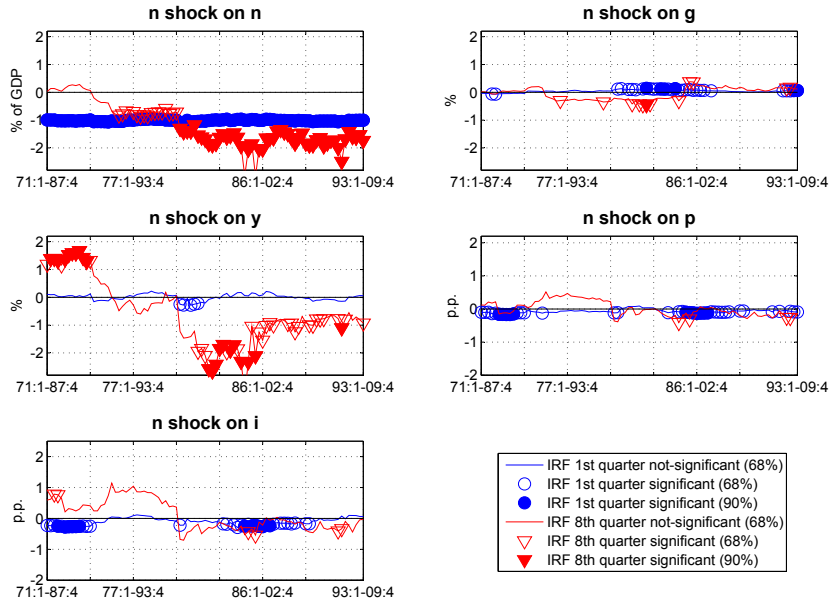 n shock on n
% of GDP
2
1
0
-1
-2
71:1-87:4 77:1-93:4 86:1-02:4 93:1-09:4
n shock on g
%
2
1
0
-1
-2
71:1-87:4 77:1-93:4 86:1-02:4 93:1-09:4
n shock on y
%
2
1
0
-1
-2
71:1-87:4 77:1-93:4 86:1-02:4 93:1-09:4
n shock on p
p.p.
2
1
0
-1
-2
71:1-87:4 77:1-93:4 86:1-02:4 93:1-09:4
n shock on i
p.p.
2
1
0
-1
-2
71:1-87:4 77:1-93:4 86:1-02:4 93:1-09:4
IRF 1st quarter not-significant (68%)
IRF 1st quarter significant (68%)
IRF 1st quarter significant (90%)
IRF 8th quarter not-significant (68%)
IRF 8th quarter significant (68%)
IRF 8th quarter significant (90%)